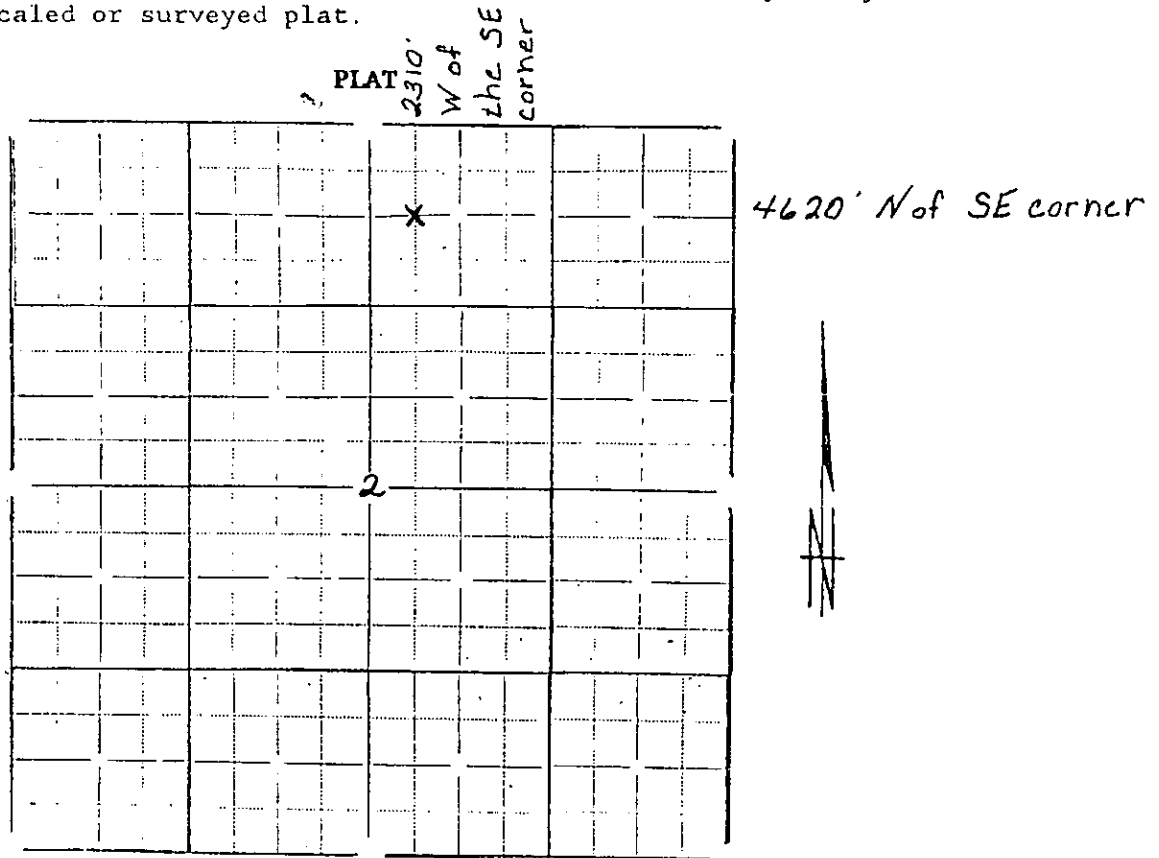 caled or surveyed plat.
PLAT
2310'
W of
the SE
corner
4620' N of SE corner
2
N